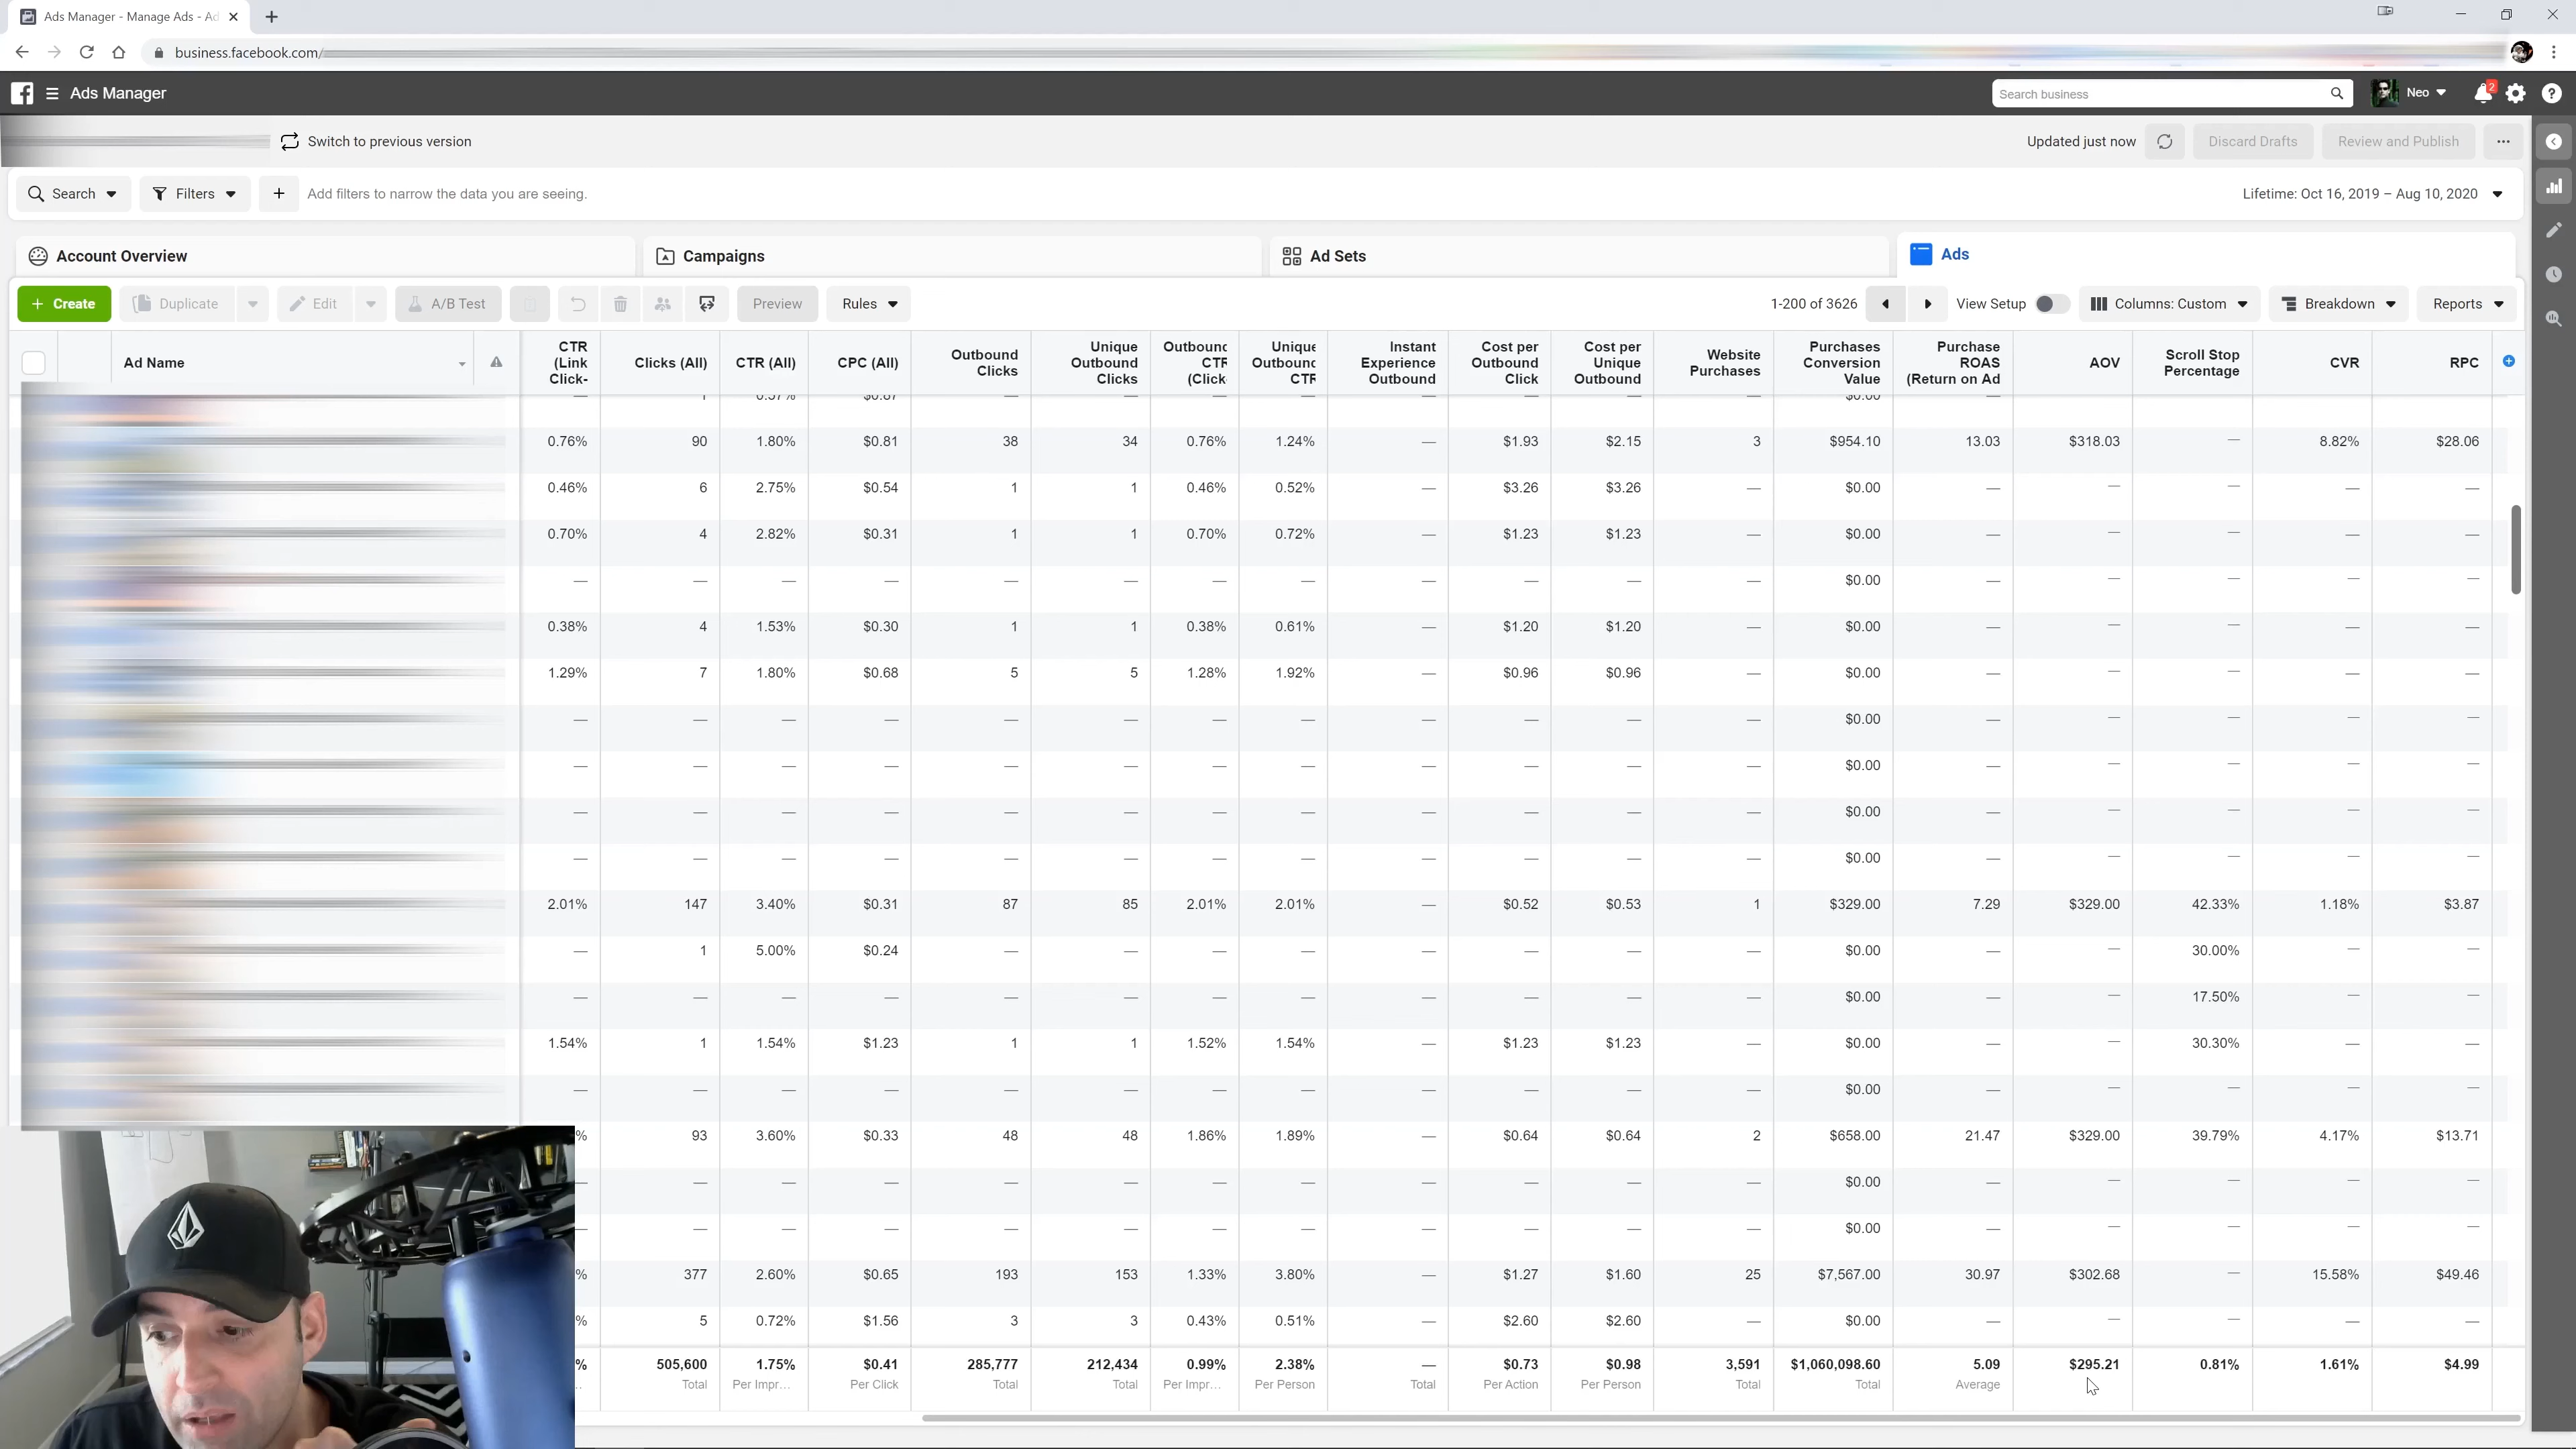 Ads Manager - Manage Ads - Ad
business.facebook.com/
Ads Manager
Search business
Neo
2
Switch to previous version
Updated just now
Discard Drafts
Review and Publish
Search
Filters
Add filters to narrow the data you are seeing.
Lifetime: Oct 16, 2019 – Aug 10, 2020
Account Overview
Campaigns
Ad Sets
Ads
+ Create
Duplicate
Edit
A/B Test
Preview
Rules
1-200 of 3626
View Setup
Columns: Custom
Breakdown
Reports
Ad Name
CTR
(Link
Click-
Clicks (All)
CTR (All)
CPC (All)
Outbound
Clicks
Unique
Outbound
Clicks
Outbound
CTR
(Click-
Unique
Outbound
CTR
Instant
Experience
Outbound
Cost per
Outbound
Click
Cost per
Unique
Outbound
Website
Purchases
Purchases
Conversion
Value
Purchase
ROAS
(Return on Ad
AOV
Scroll Stop
Percentage
CVR
RPC
— 1 0.57% $0.87 — — — — — — — — $0.00 —
0.76% 90 1.80% $0.81 38 34 0.76% 1.24% — $1.93 $2.15 3 $954.10 13.03 $318.03 — 8.82% $28.06
0.46% 6 2.75% $0.54 1 1 0.46% 0.52% — $3.26 $3.26 — $0.00 — — — — —
0.70% 4 2.82% $0.31 1 1 0.70% 0.72% — $1.23 $1.23 — $0.00 — — — — —
— — — — — — — — — — — — $0.00 — — — — —
0.38% 4 1.53% $0.30 1 1 0.38% 0.61% — $1.20 $1.20 — $0.00 — — — — —
1.29% 7 1.80% $0.68 5 5 1.28% 1.92% — $0.96 $0.96 — $0.00 — — — — —
— — — — — — — — — — — — $0.00 — — — — —
— — — — — — — — — — — — $0.00 — — — — —
— — — — — — — — — — — — $0.00 — — — — —
— — — — — — — — — — — — $0.00 — — — — —
2.01% 147 3.40% $0.31 87 85 2.01% 2.01% — $0.52 $0.53 1 $329.00 7.29 $329.00 42.33% 1.18% $3.87
— 1 5.00% $0.24 — — — — — — — — $0.00 — — 30.00% — —
— — — — — — — — — — — — $0.00 — — 17.50% — —
1.54% 1 1.54% $1.23 1 1 1.52% 1.54% — $1.23 $1.23 — $0.00 — — 30.30% — —
— — — — — — — — — — — — $0.00 — — — — —
% 93 3.60% $0.33 48 48 1.86% 1.89% — $0.64 $0.64 2 $658.00 21.47 $329.00 39.79% 4.17% $13.71
— — — — — — — — — — — — $0.00 — — — — —
— — — — — — — — — — — — $0.00 — — — — —
% 377 2.60% $0.65 193 153 1.33% 3.80% — $1.27 $1.60 25 $7,567.00 30.97 $302.68 — 15.58% $49.46
% 5 0.72% $1.56 3 3 0.43% 0.51% — $2.60 $2.60 — $0.00 — — — — —
% 505,600 1.75% $0.41 285,777 212,434 0.99% 2.38% — $0.73 $0.98 3,591 $1,060,098.60 5.09 $295.21 0.81% 1.61% $4.99
... Total Per Impr... Per Click Total Total Per Impr... Per Person Total Per Action Per Person Total Total Average